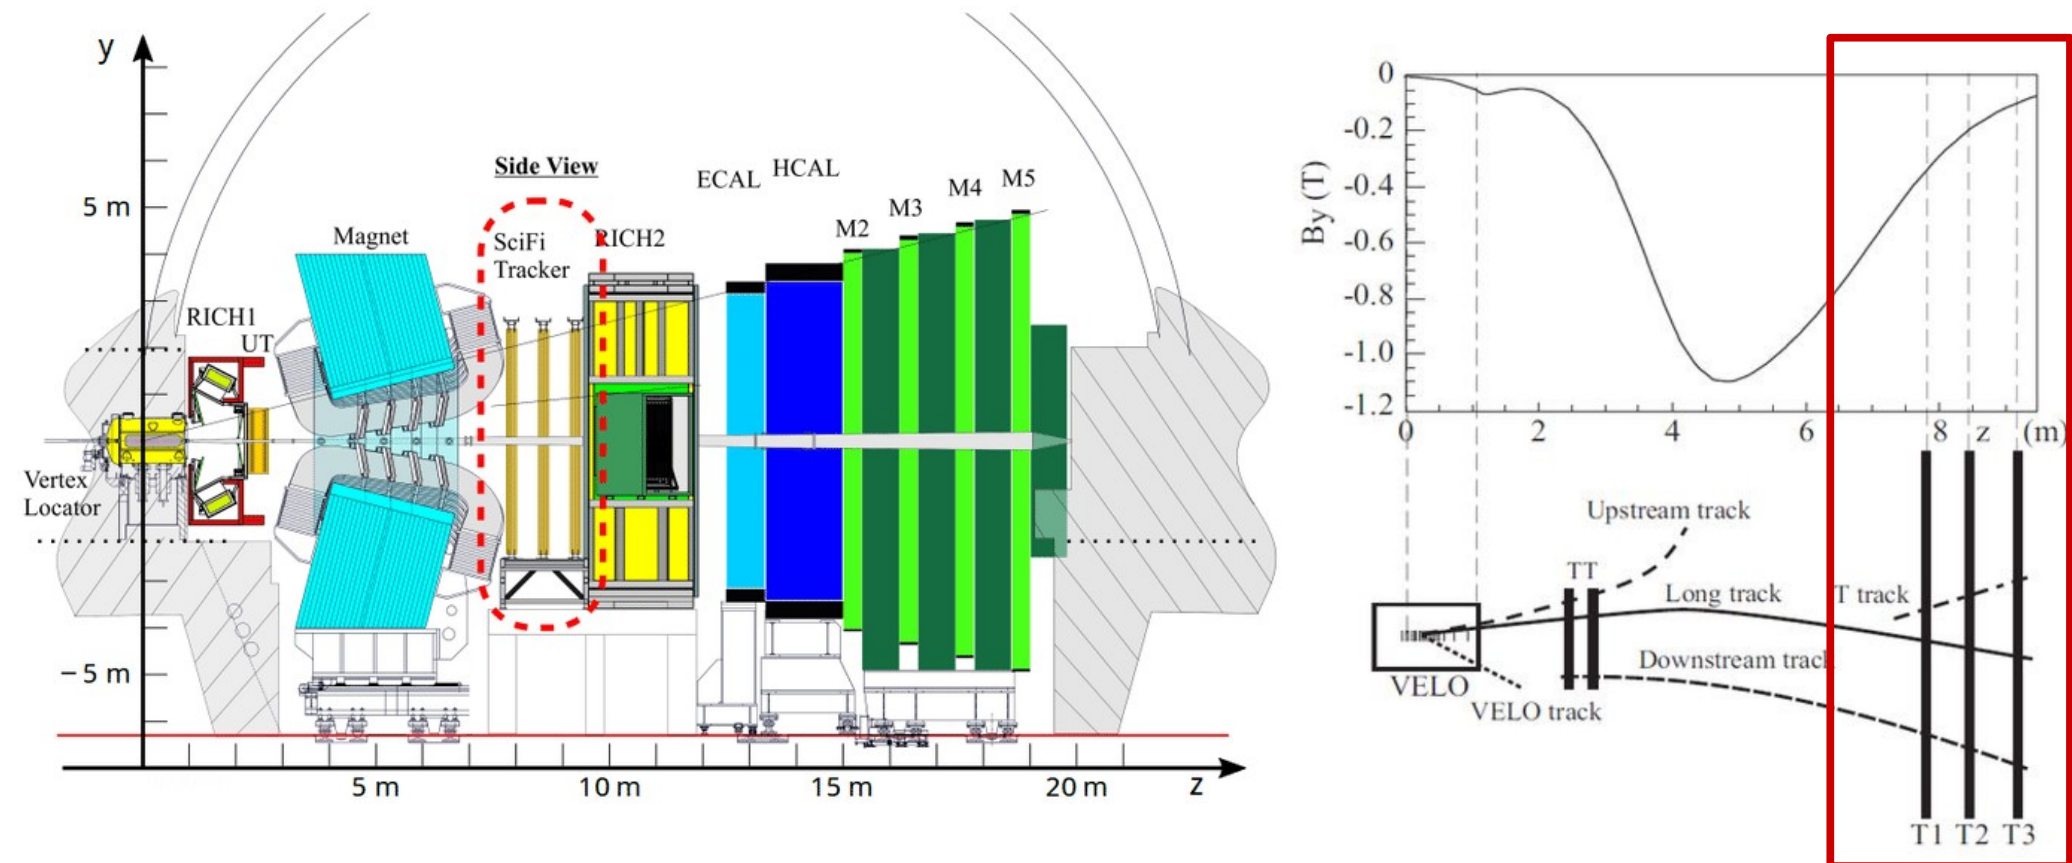 y
5 m
− 5 m
Side View
SciFi
Tracker
Magnet
RICH1
UT
RICH2
ECAL
HCAL
M2
M3
M4
M5
Vertex
Locator
5 m
10 m
15 m
20 m
z
By (T)
0
-0.2
-0.4
-0.6
-0.8
-1.0
-1.2
0
2
4
6
8
z
(m)
Upstream track
TT
Long track
T track
Downstream track
VELO
VELO track
T1
T2
T3